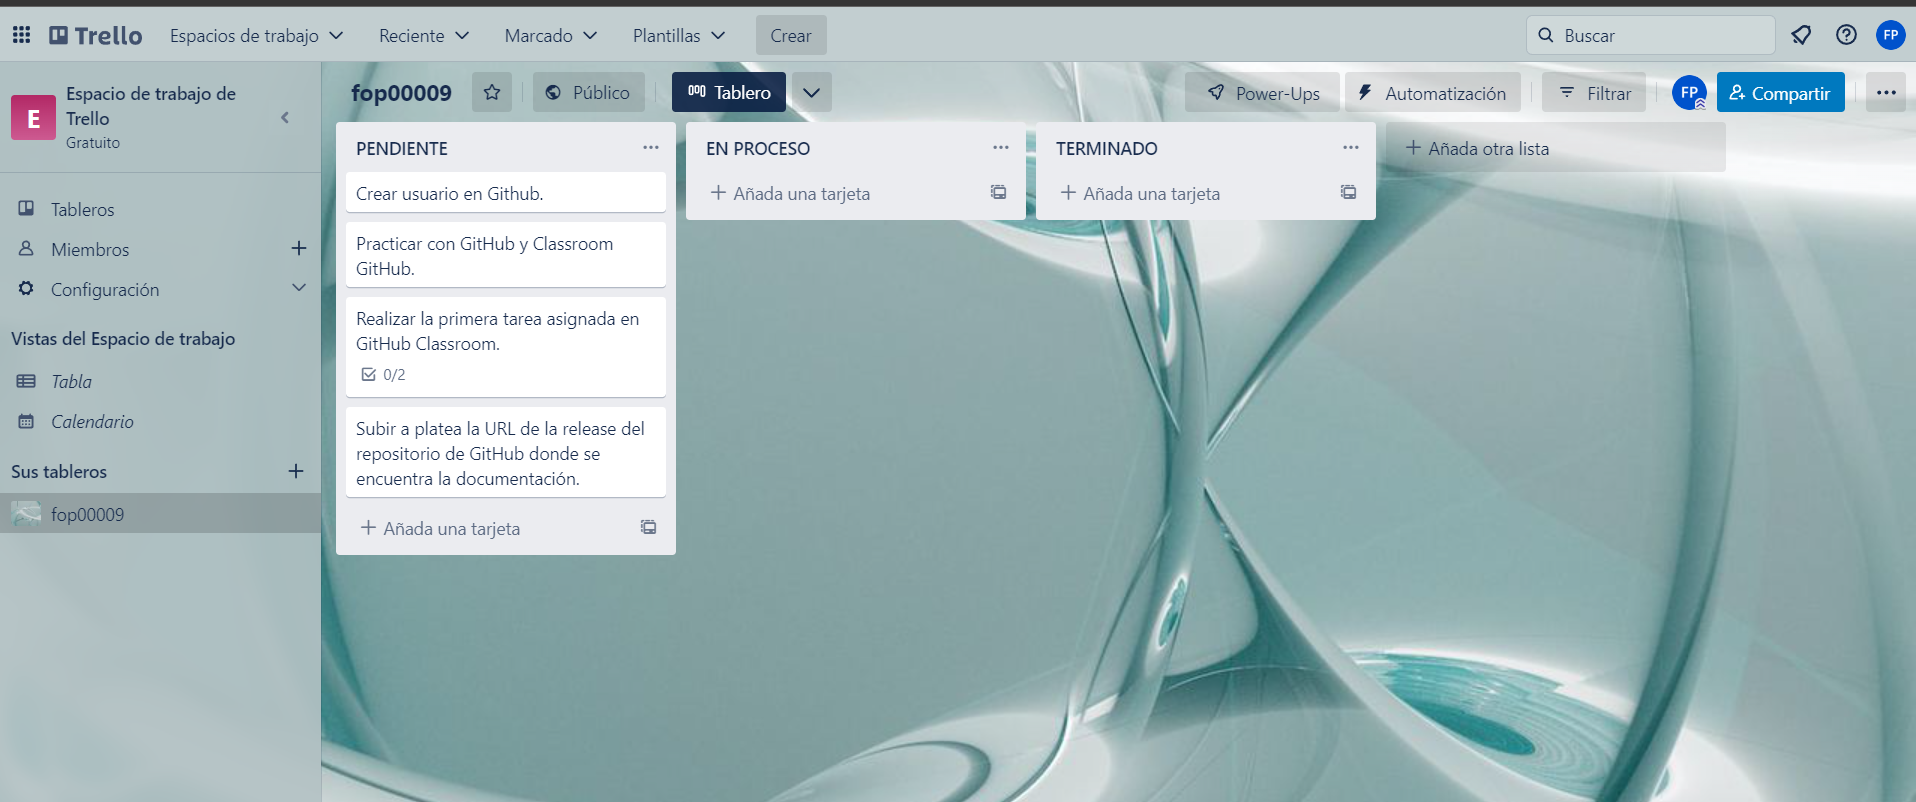 Trello
Espacios de trabajo
Reciente
Marcado
Plantillas
Crear
Buscar
FP
E
Espacio de trabajo de
Trello
Gratuito
Tableros
Miembros
Configuración
Vistas del Espacio de trabajo
Tabla
Calendario
Sus tableros
fop00009
fop00009
Público
Tablero
Power-Ups
Automatización
Filtrar
FP
Compartir
PENDIENTE
Crear usuario en Github.
Practicar con GitHub y Classroom
GitHub.
Realizar la primera tarea asignada en
GitHub Classroom.
0/2
Subir a platea la URL de la release del
repositorio de GitHub donde se
encuentra la documentación.
Añada una tarjeta
EN PROCESO
Añada una tarjeta
TERMINADO
Añada una tarjeta
Añada otra lista